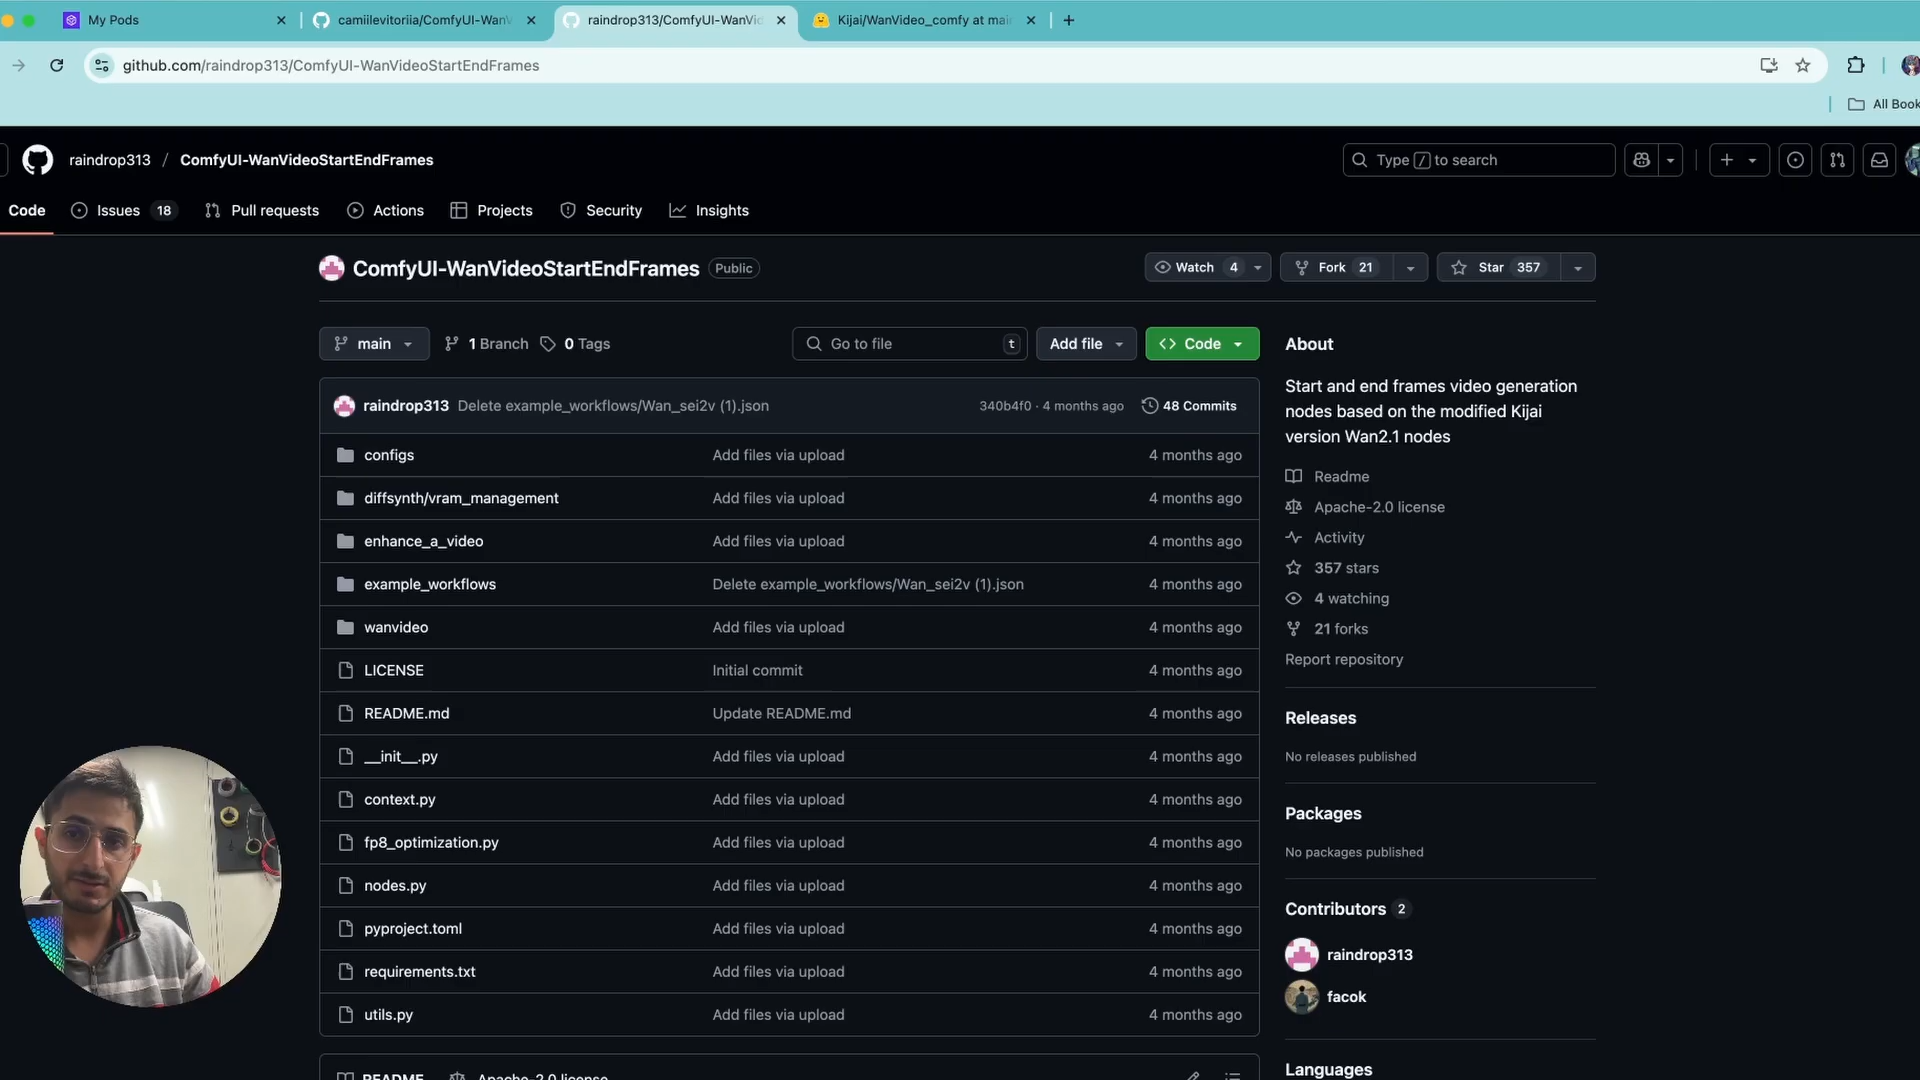 My Pods
camiilevitoriia/ComfyUI-WanV
raindrop313/ComfyUI-WanVid
Kijai/WanVideo_comfy at mai
github.com/raindrop313/ComfyUI-WanVideoStartEndFrames
All Book
raindrop313 / ComfyUI-WanVideoStartEndFrames
Type / to search
Code
Issues 18
Pull requests
Actions
Projects
Security
Insights
ComfyUI-WanVideoStartEndFrames Public
Watch 4
Fork 21
Star 357
main
1 Branch
0 Tags
Go to file t
Add file
<> Code
raindrop313 Delete example_workflows/Wan_sei2v (1).json 340b4f0 · 4 months ago 48 Commits
configs Add files via upload 4 months ago
diffsynth/vram_management Add files via upload 4 months ago
enhance_a_video Add files via upload 4 months ago
example_workflows Delete example_workflows/Wan_sei2v (1).json 4 months ago
wanvideo Add files via upload 4 months ago
LICENSE Initial commit 4 months ago
README.md Update README.md 4 months ago
__init__.py Add files via upload 4 months ago
context.py Add files via upload 4 months ago
fp8_optimization.py Add files via upload 4 months ago
nodes.py Add files via upload 4 months ago
pyproject.toml Add files via upload 4 months ago
requirements.txt Add files via upload 4 months ago
utils.py Add files via upload 4 months ago
README
Apache-2.0 license
About
Start and end frames video generation
nodes based on the modified Kijai
version Wan2.1 nodes
Readme
Apache-2.0 license
Activity
357 stars
4 watching
21 forks
Report repository
Releases
No releases published
Packages
No packages published
Contributors 2
raindrop313
facok
Languages